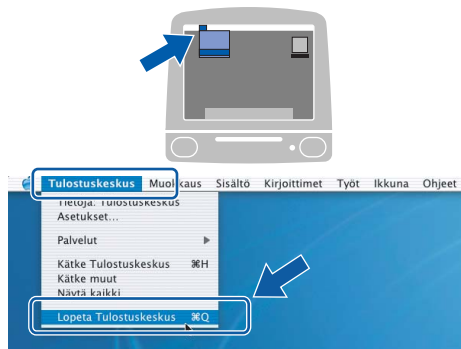 Tulostuskeskus Muokkaus Sisältö Kirjoittimet Työt Ikkuna Ohjeet
Tietoja: Tulostuskeskus
Asetukset...
Palvelut ▶
Kätke Tulostuskeskus ⌘H
Kätke muut
Näytä kaikki
Lopeta Tulostuskeskus ⌘Q